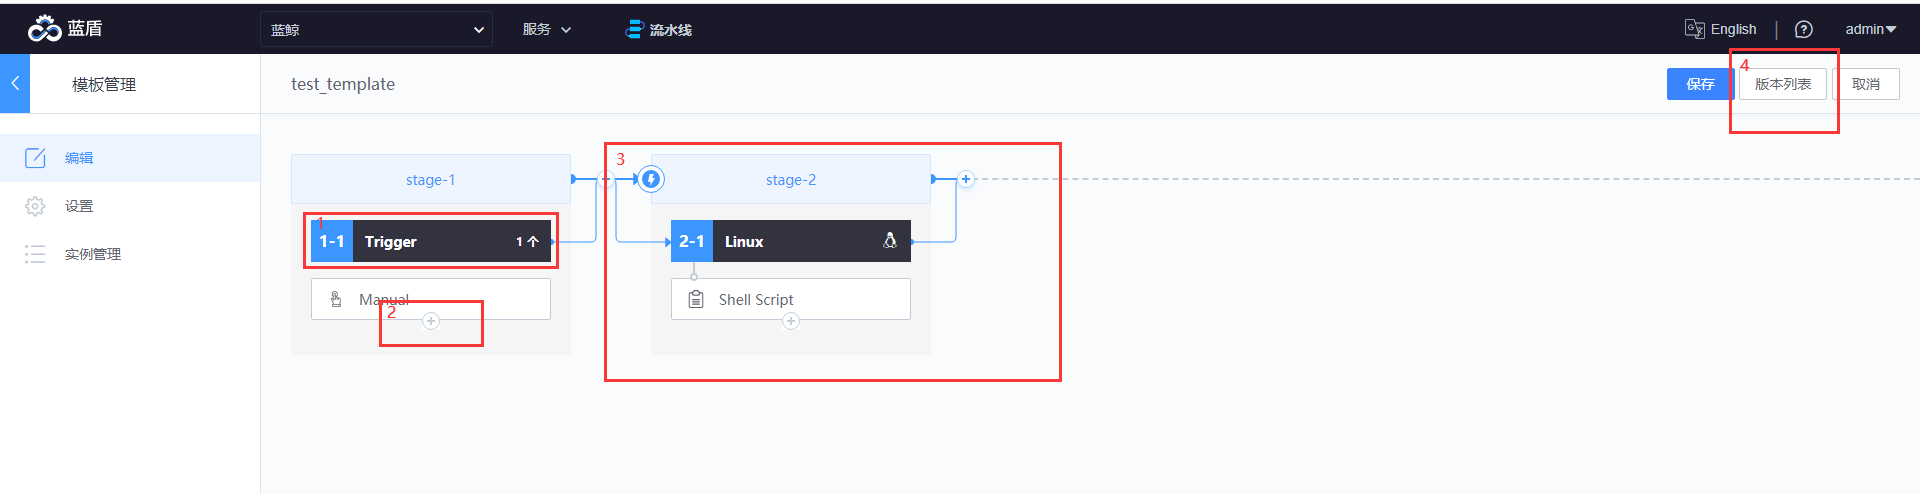 蓝盾
蓝鲸
服务
流水线
English
admin
模板管理
test_template
保存
4
版本列表
取消
编辑
设置
实例管理
stage-1
3
stage-2
1
1-1
Trigger
1 个
2-1
Linux
Manual
2
Shell Script